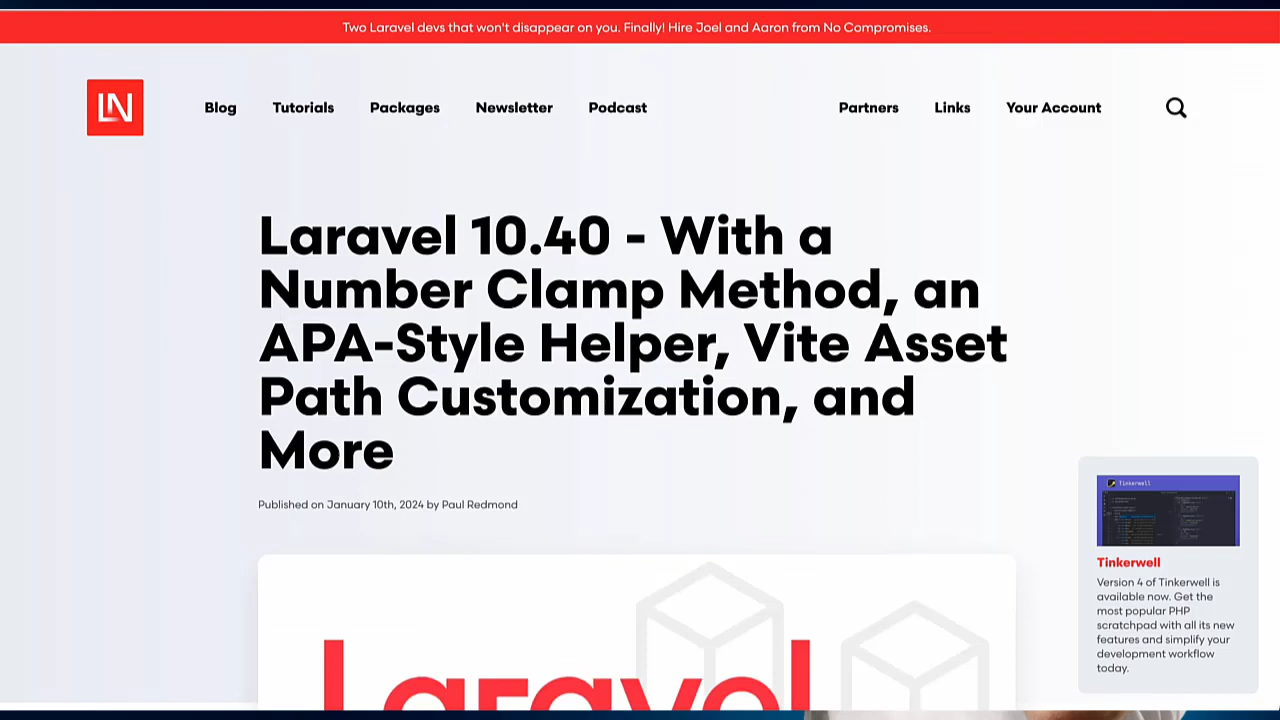 Two Laravel devs that won't disappear on you. Finally! Hire Joel and Aaron from No Compromises.
LN
Blog
Tutorials
Packages
Newsletter
Podcast
Partners
Links
Your Account
Laravel 10.40 - With a
Number Clamp Method, an
APA-Style Helper, Vite Asset
Path Customization, and
More
Published on January 10th, 2024 by Paul Redmond
Laravel
Tinkerwell
Tinkerwell
Version 4 of Tinkerwell is
available now. Get the
most popular PHP
scratchpad with all its new
features and simplify your
development workflow
today.